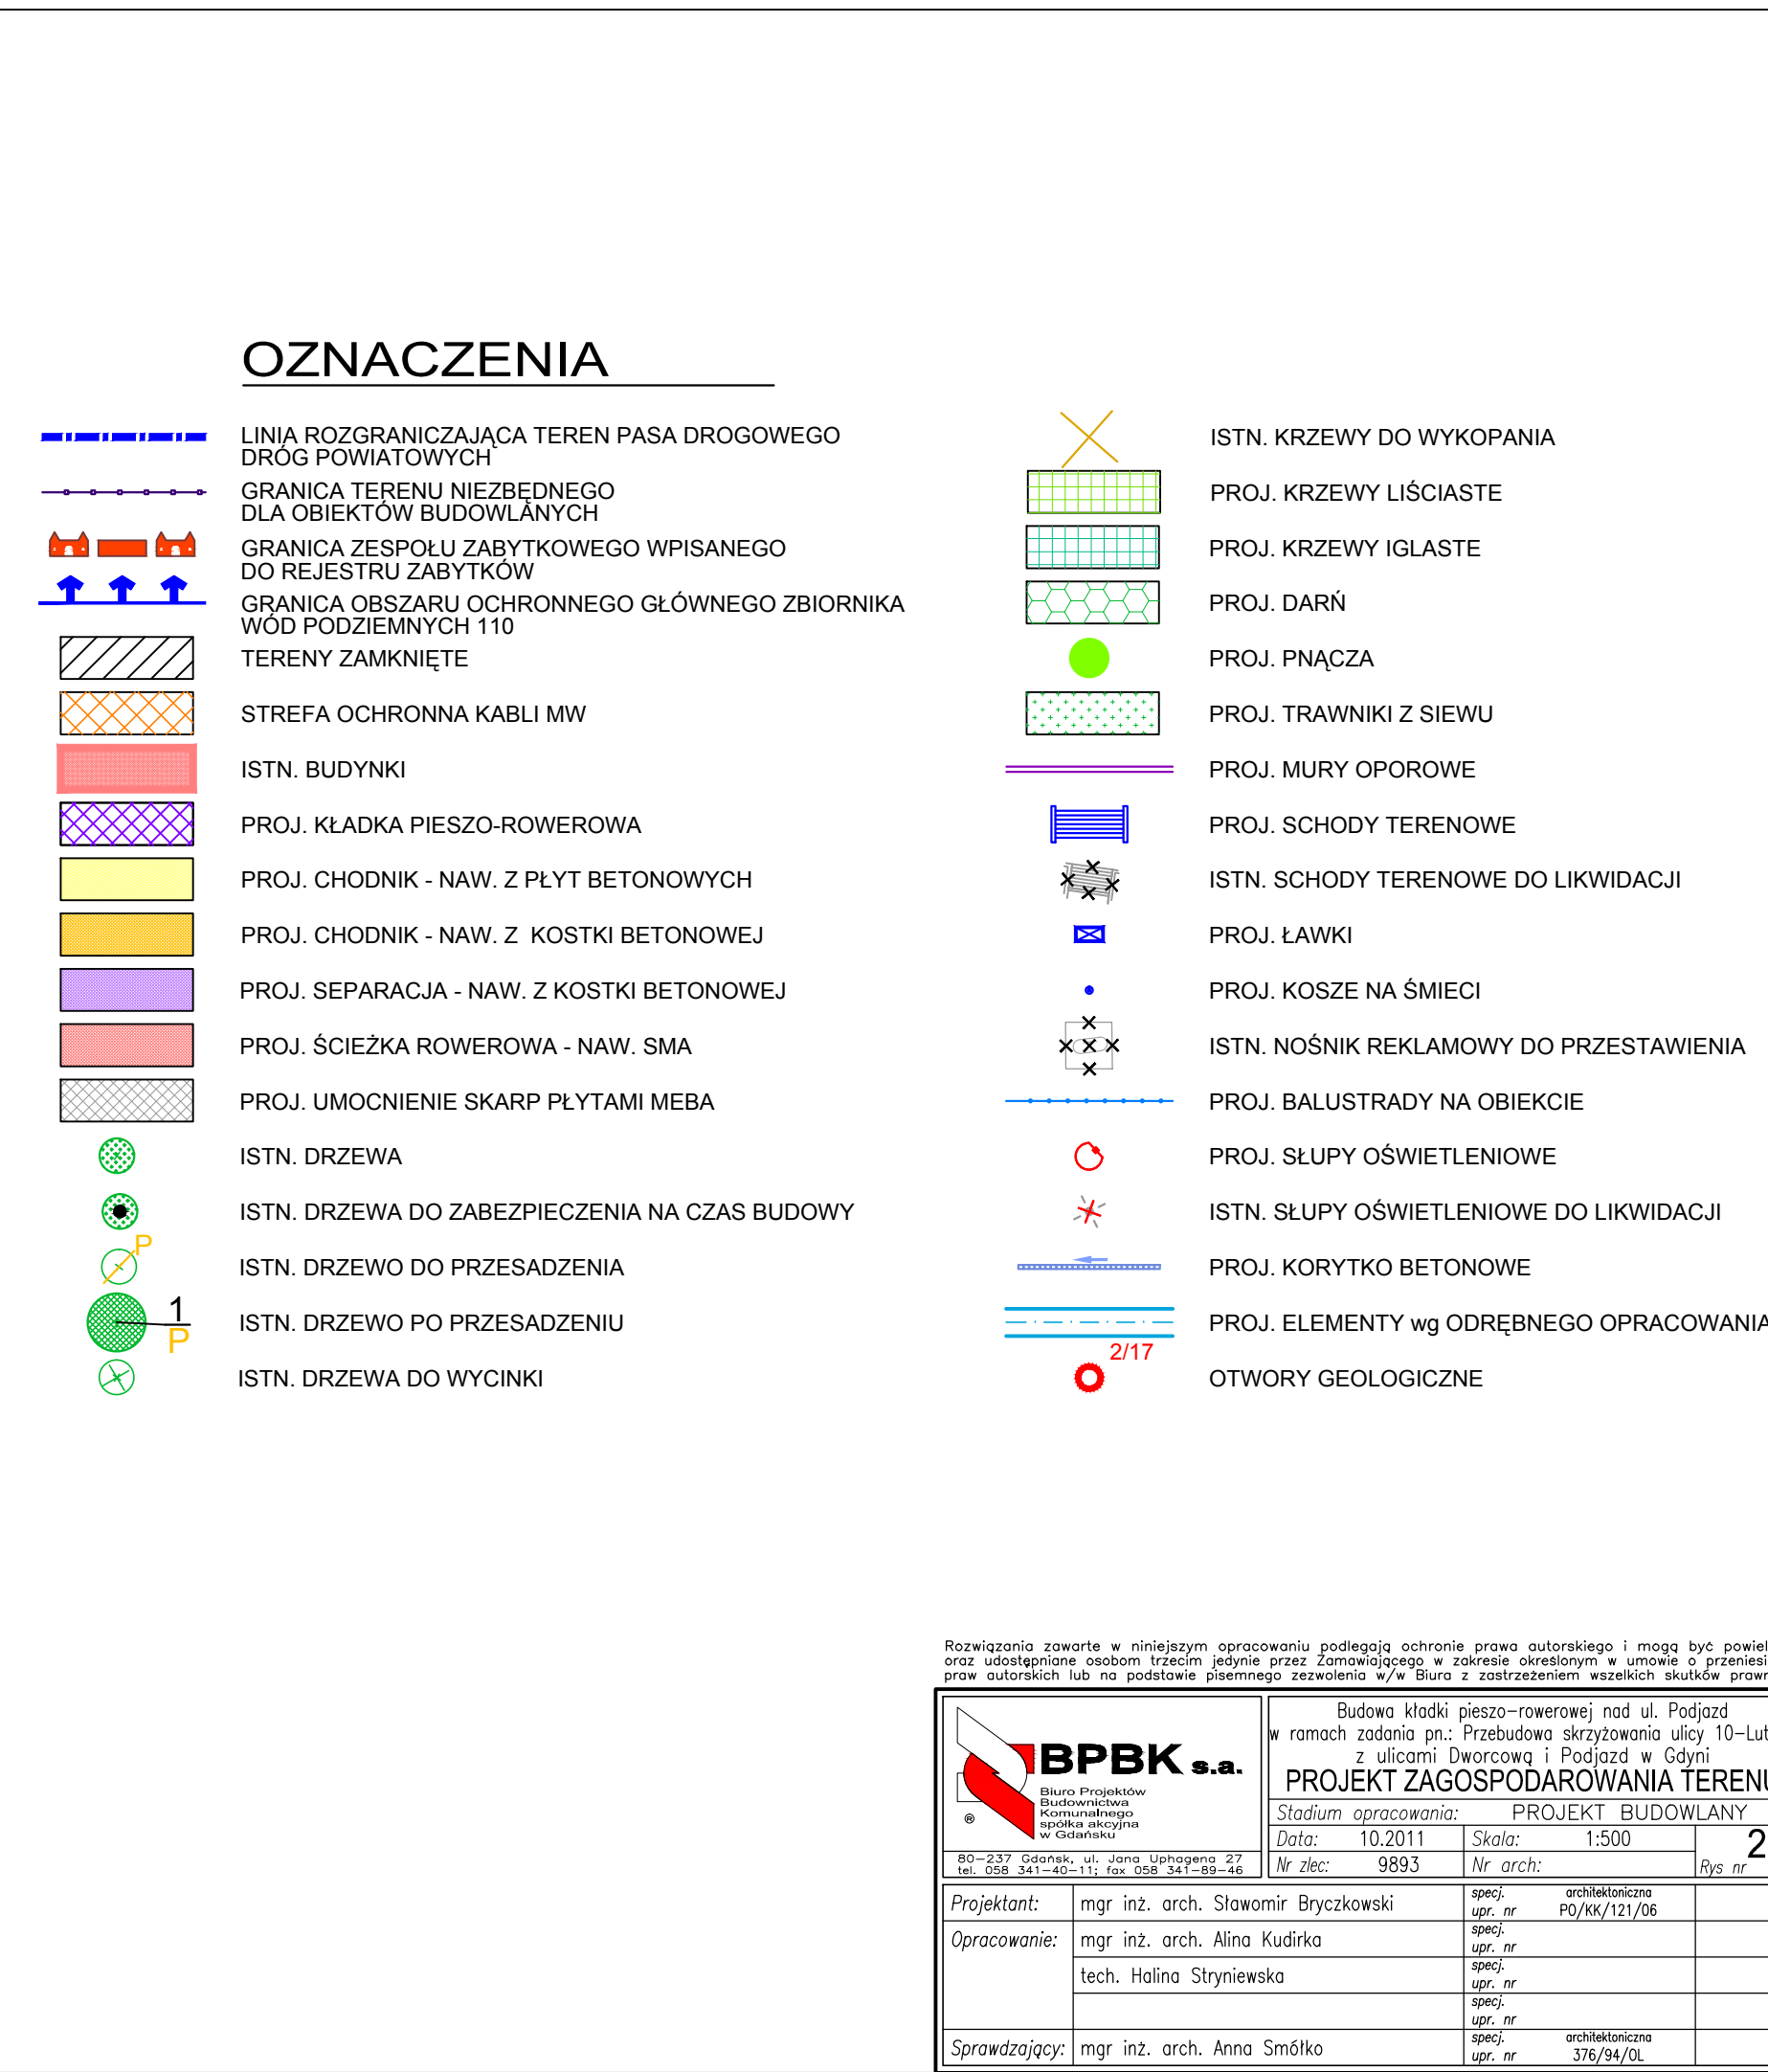 OZNACZENIA
LINIA ROZGRANICZAJĄCA TEREN PASA DROGOWEGO
DRÓG POWIATOWYCH
GRANICA TERENU NIEZBĘDNEGO
DLA OBIEKTÓW BUDOWLANYCH
GRANICA ZESPOŁU ZABYTKOWEGO WPISANEGO
DO REJESTRU ZABYTKÓW
GRANICA OBSZARU OCHRONNEGO GŁÓWNEGO ZBIORNIKA
WÓD PODZIEMNYCH 110
TERENY ZAMKNIĘTE
STREFA OCHRONNA KABLI MW
ISTN. BUDYNKI
PROJ. KŁADKA PIESZO-ROWEROWA
PROJ. CHODNIK - NAW. Z PŁYT BETONOWYCH
PROJ. CHODNIK - NAW. Z KOSTKI BETONOWEJ
PROJ. SEPARACJA - NAW. Z KOSTKI BETONOWEJ
PROJ. ŚCIEŻKA ROWEROWA - NAW. SMA
PROJ. UMOCNIENIE SKARP PŁYTAMI MEBA
ISTN. DRZEWA
ISTN. DRZEWA DO ZABEZPIECZENIA NA CZAS BUDOWY
P
ISTN. DRZEWO DO PRZESADZENIA
1
P
ISTN. DRZEWO PO PRZESADZENIU
ISTN. DRZEWA DO WYCINKI
ISTN. KRZEWY DO WYKOPANIA
PROJ. KRZEWY LIŚCIASTE
PROJ. KRZEWY IGLASTE
PROJ. DARŃ
PROJ. PNĄCZA
PROJ. TRAWNIKI Z SIEWU
PROJ. MURY OPOROWE
PROJ. SCHODY TERENOWE
ISTN. SCHODY TERENOWE DO LIKWIDACJI
PROJ. ŁAWKI
PROJ. KOSZE NA ŚMIECI
ISTN. NOŚNIK REKLAMOWY DO PRZESTAWIENIA
PROJ. BALUSTRADY NA OBIEKCIE
PROJ. SŁUPY OŚWIETLENIOWE
ISTN. SŁUPY OŚWIETLENIOWE DO LIKWIDACJI
PROJ. KORYTKO BETONOWE
PROJ. ELEMENTY wg ODRĘBNEGO OPRACOWANIA
2/17
OTWORY GEOLOGICZNE
Rozwiązania zawarte w niniejszym opracowaniu podlegają ochronie prawa autorskiego i mogą być powiel
oraz udostępniane osobom trzecim jedynie przez Zamawiającego w zakresie określonym w umowie o przeniesi
praw autorskich lub na podstawie pisemnego zezwolenia w/w Biura z zastrzeżeniem wszelkich skutków prawn
BPBK s.a.
Biuro Projektów
Budownictwa
Komunalnego
spółka akcyjna
w Gdańsku
®
80-237 Gdańsk, ul. Jana Uphagena 27
tel. 058 341-40-11; fax 058 341-89-46
Budowa kładki pieszo-rowerowej nad ul. Podjazd
w ramach zadania pn.: Przebudowa skrzyżowania ulicy 10-Lut
z ulicami Dworcową i Podjazd w Gdyni
PROJEKT ZAGOSPODAROWANIA TERENU
Stadium opracowania: PROJEKT BUDOWLANY
Data: 10.2011 Skala: 1:500
Nr zlec: 9893 Nr arch: Rys nr 2
Projektant: mgr inż. arch. Sławomir Bryczkowski specj. architektoniczna
upr. nr PO/KK/121/06
Opracowanie: mgr inż. arch. Alina Kudirka specj.
upr. nr
tech. Halina Stryniewska specj.
upr. nr
specj.
upr. nr
Sprawdzający: mgr inż. arch. Anna Smółko specj. architektoniczna
upr. nr 376/94/OL